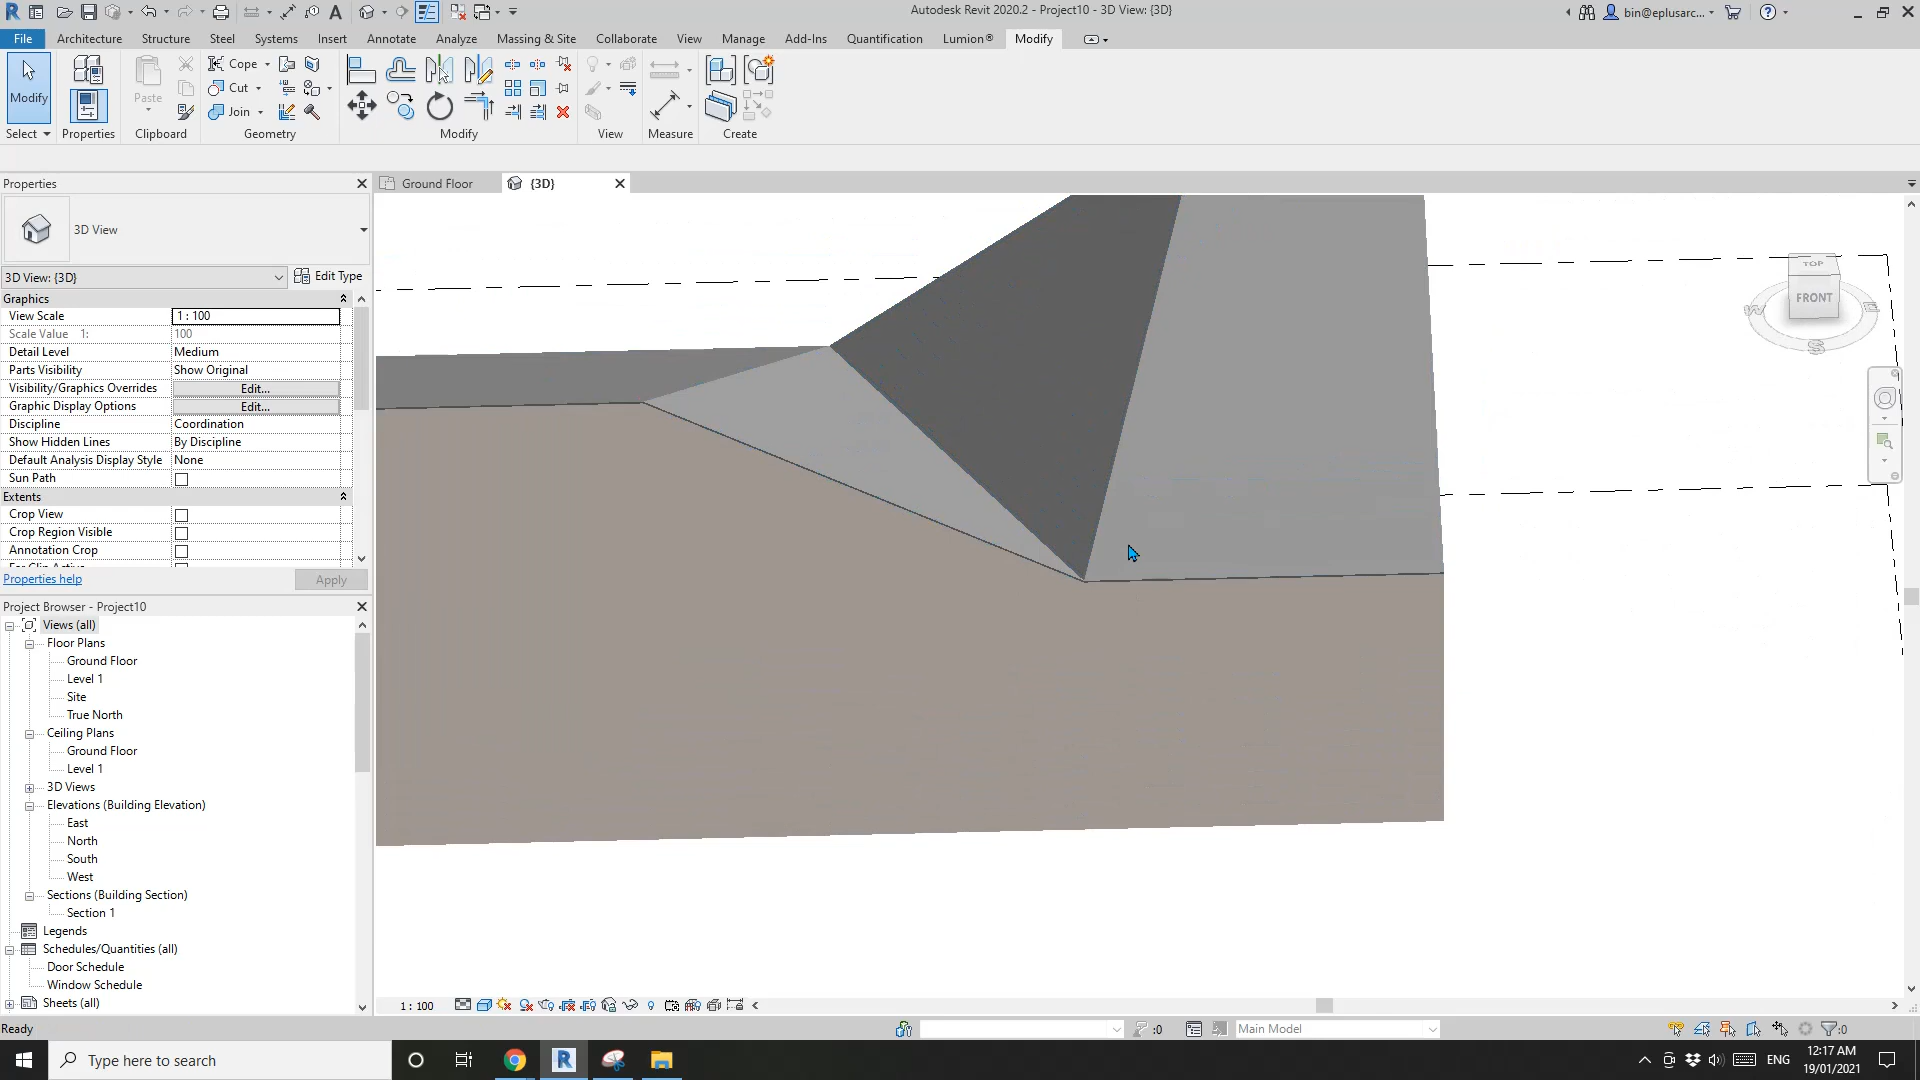 Autodesk Revit 2020.2 - Project10 - 3D View: {3D}
bin@eplusarc...
File Architecture Structure Steel Systems Insert Annotate Analyze Massing & Site Collaborate View Manage Add-Ins Quantification Lumion® Modify
Modify
Paste
Cope
Cut
Join
Select Properties Clipboard Geometry Modify View Measure Create
Properties
Ground Floor
{3D}
3D View
3D View: {3D}
Edit Type
Graphics
View Scale 1 : 100
Scale Value 1: 100
Detail Level Medium
Parts Visibility Show Original
Visibility/Graphics Overrides Edit...
Graphic Display Options Edit...
Discipline Coordination
Show Hidden Lines By Discipline
Default Analysis Display Style None
Sun Path
Extents
Crop View
Crop Region Visible
Annotation Crop
Far Clip Active
Properties help
Apply
TOP
FRONT
W
E
S
Project Browser - Project10
Views (all)
Floor Plans
Ground Floor
Level 1
Site
True North
Ceiling Plans
Ground Floor
Level 1
3D Views
Elevations (Building Elevation)
East
North
South
West
Sections (Building Section)
Section 1
Legends
Schedules/Quantities (all)
Door Schedule
Window Schedule
Sheets (all)
1 : 100
Ready
:0
Main Model
:0
Type here to search
ENG
12:17 AM
19/01/2021